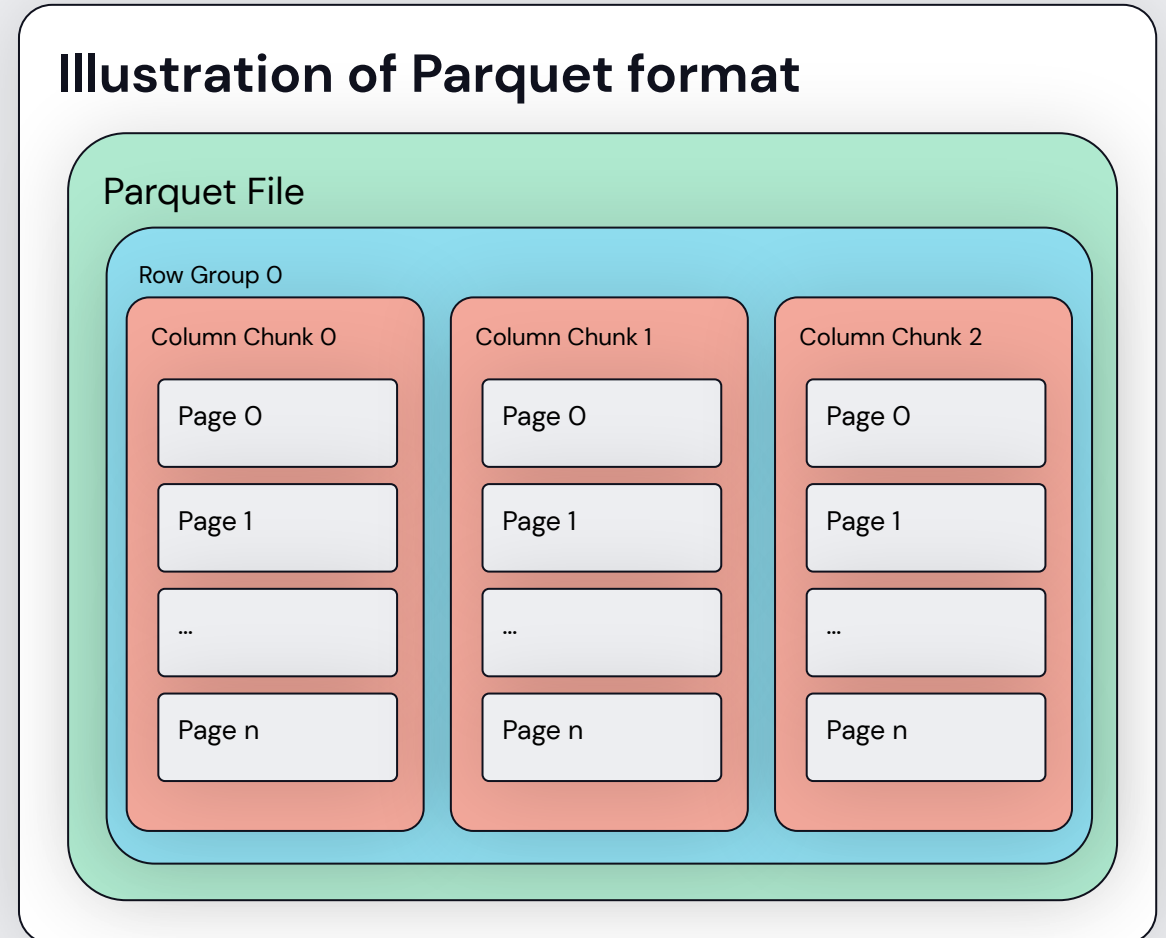 Illustration of Parquet format
Parquet File
Row Group 0
Column Chunk 0
Page 0
Page 1
...
Page n
Column Chunk 1
Page 0
Page 1
...
Page n
Column Chunk 2
Page 0
Page 1
...
Page n